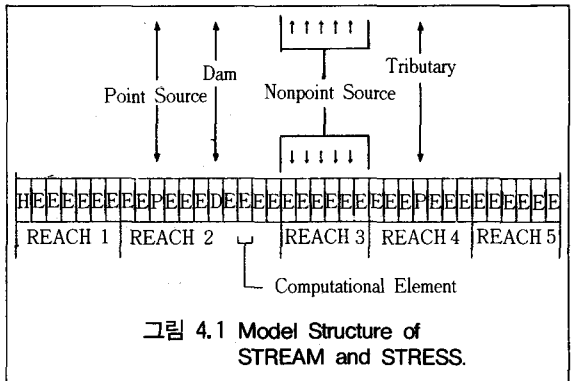 Point Source
Dam
Nonpoint Source
Tributary
HEEEEEEEEPEEEDEEEEEEEEEEEEEPEEEEEEEEE
REACH 1 REACH 2 REACH 3 REACH 4 REACH 5
Computational Element
그림 4.1 Model Structure of
STREAM and STRESS.